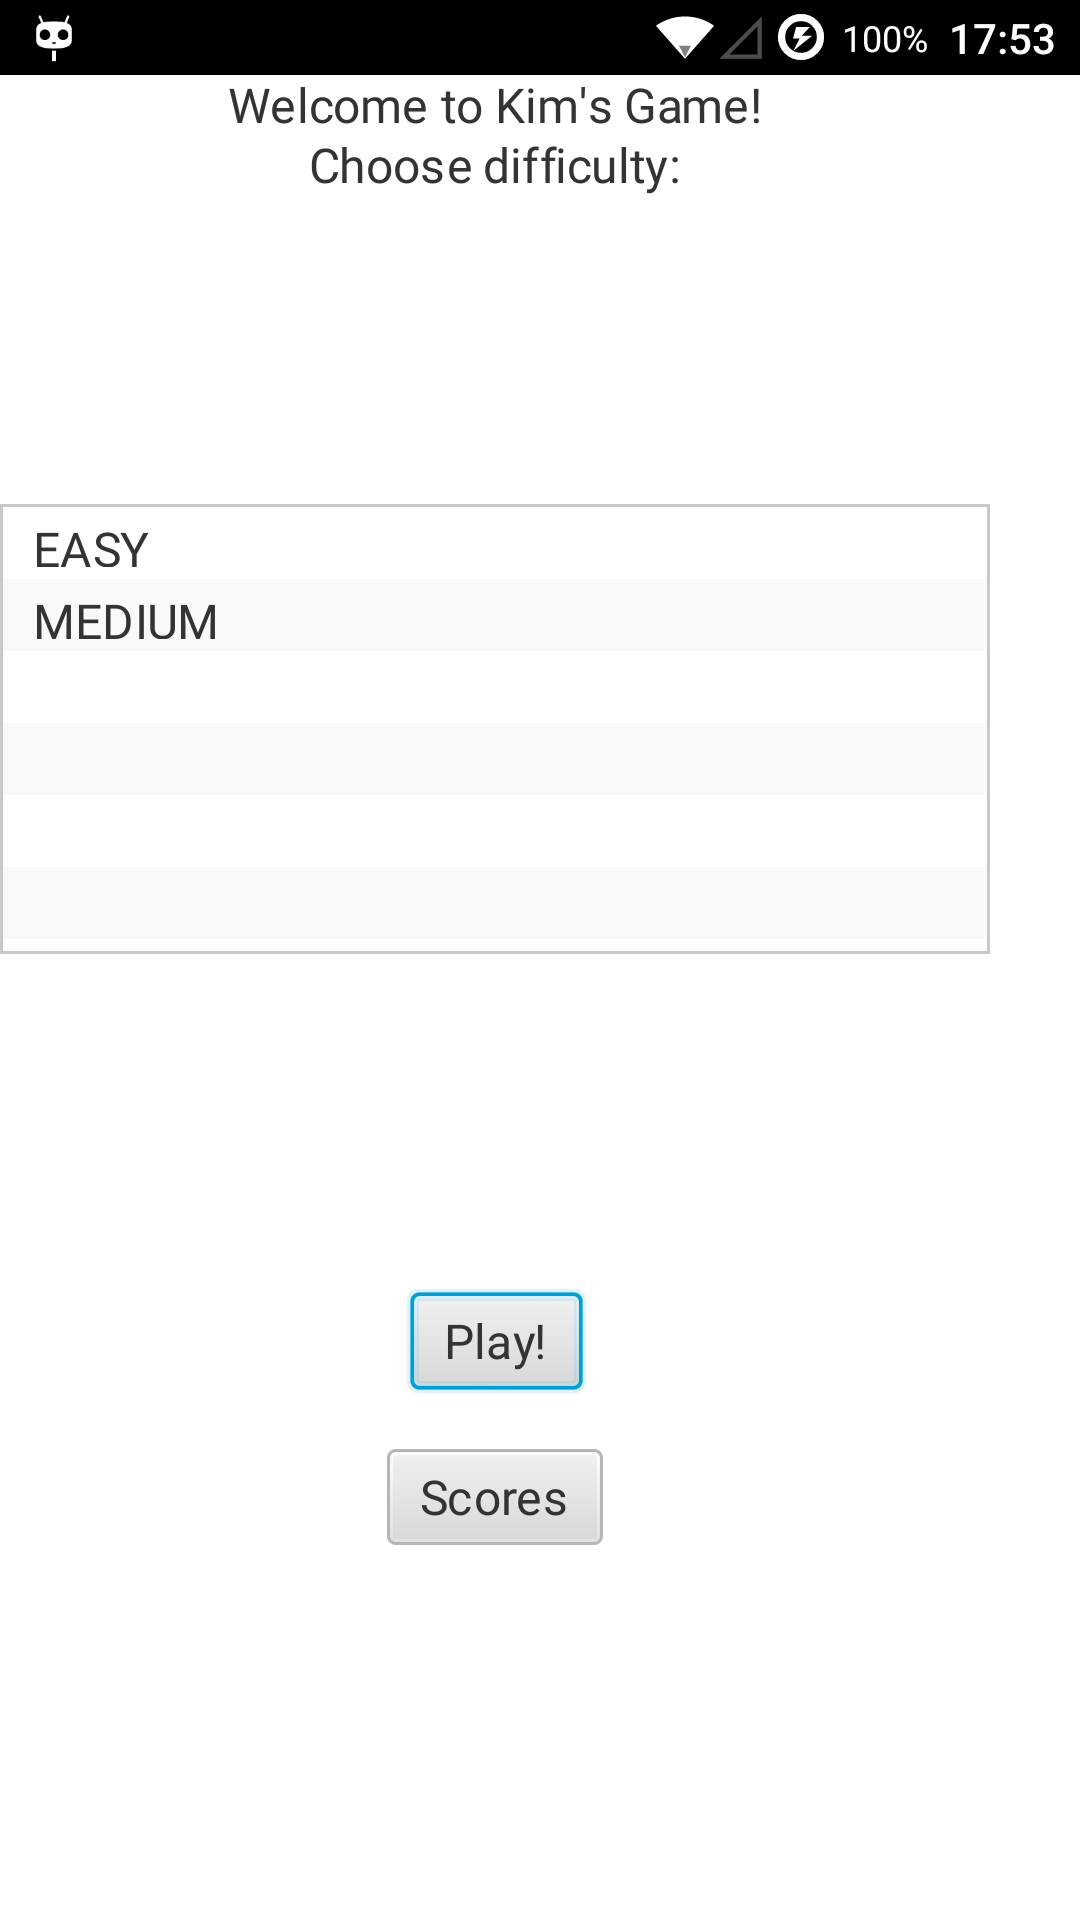 100% 17:53
Welcome to Kim's Game!
Choose difficulty:
EASY
MEDIUM
Play!
Scores